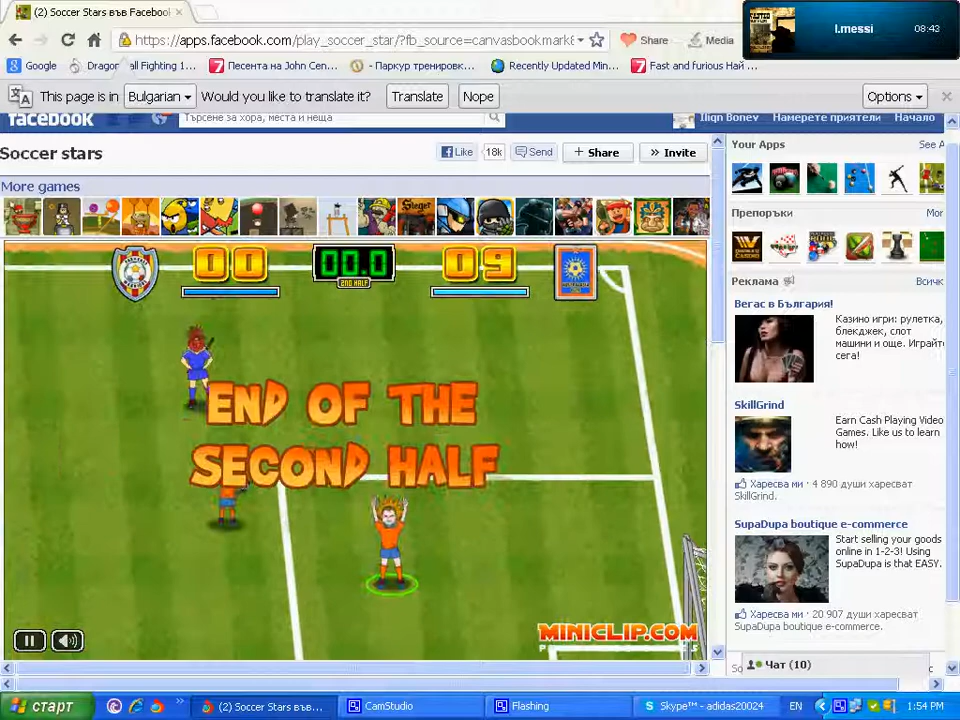 (2) Soccer Stars във Facebool
l.messi
08:43
https://apps.facebook.com/play_soccer_star/?fb_source=canvasbookmark
Share
Media
Google
Dragor all Fighting 1...
Песента на John Cen...
- Паркур тренировк...
Recently Updated Min...
Fast and furious Най ...
This page is in Bulgarian Would you like to translate it? Translate Nope Options
facebook
Търсене за хора, места и неща
Iliqn Bonev
Намерете приятели
Начало
Soccer stars
Like 18k Send + Share » Invite
More games
Your Apps
See A
Препоръки
Mor
Реклама
Всичк
Вегас в България!
Казино игри: рулетка,
блекджек, слот
машини и още. Играйт
сега!
SkillGrind
Earn Cash Playing Video
Games. Like us to learn
how!
Харесва ми · 4 890 души харесват
SkillGrind.
SupaDupa boutique e-commerce
Start selling your goods
online in 1-2-3! Using
SupaDupa is that EASY.
Харесва ми · 20 907 души харесват
SupaDupa boutique e-commerce.
00
00.0
2ND HALF
09
END OF THE
SECOND HALF
MINICLIP.COM
Чат (10)
старт
(2) Soccer Stars във...
CamStudio
Flashing
Skype™ - adidas20024
EN
1:54 PM